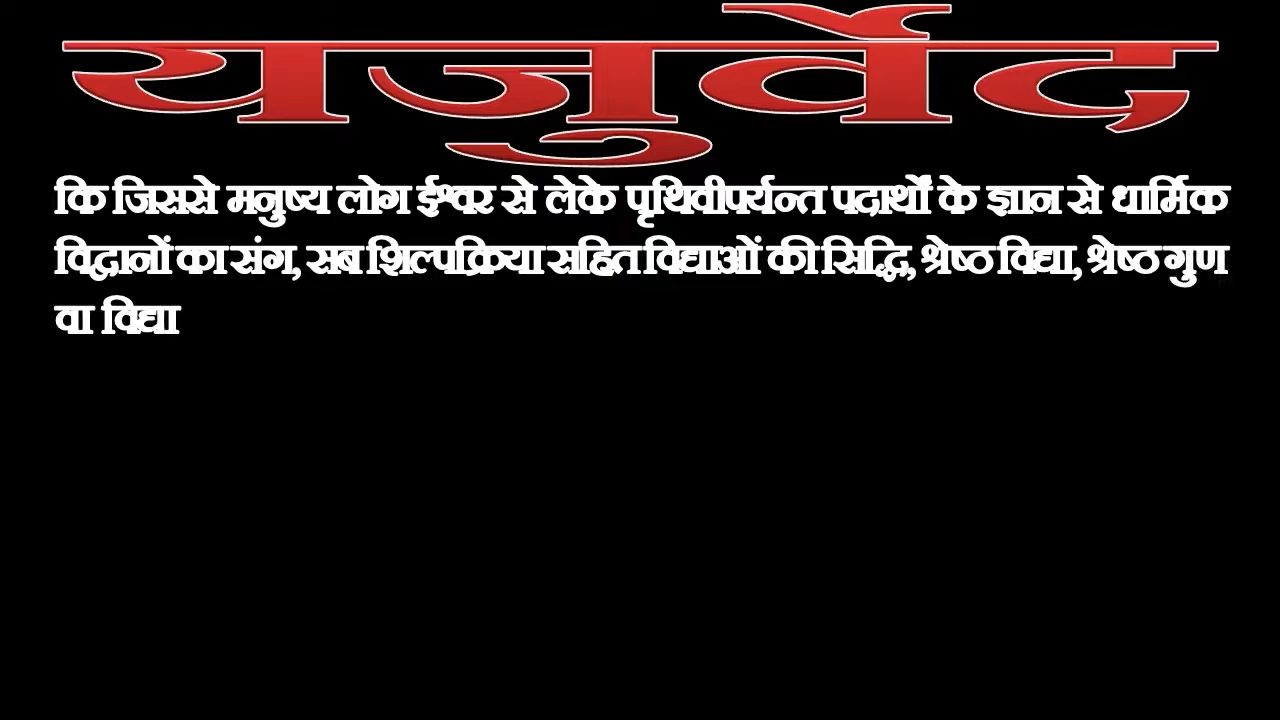 यजुर्वेद
कि जिससे मनुष्य लोग ईश्वर से लेके पृथिवीपर्यन्त पदार्थों के ज्ञान से धार्मिक
विद्वानों का संग, सब शिल्पक्रिया सहित विद्याओं की सिद्धि, श्रेष्ठ विद्या, श्रेष्ठ गुण
वा विद्या